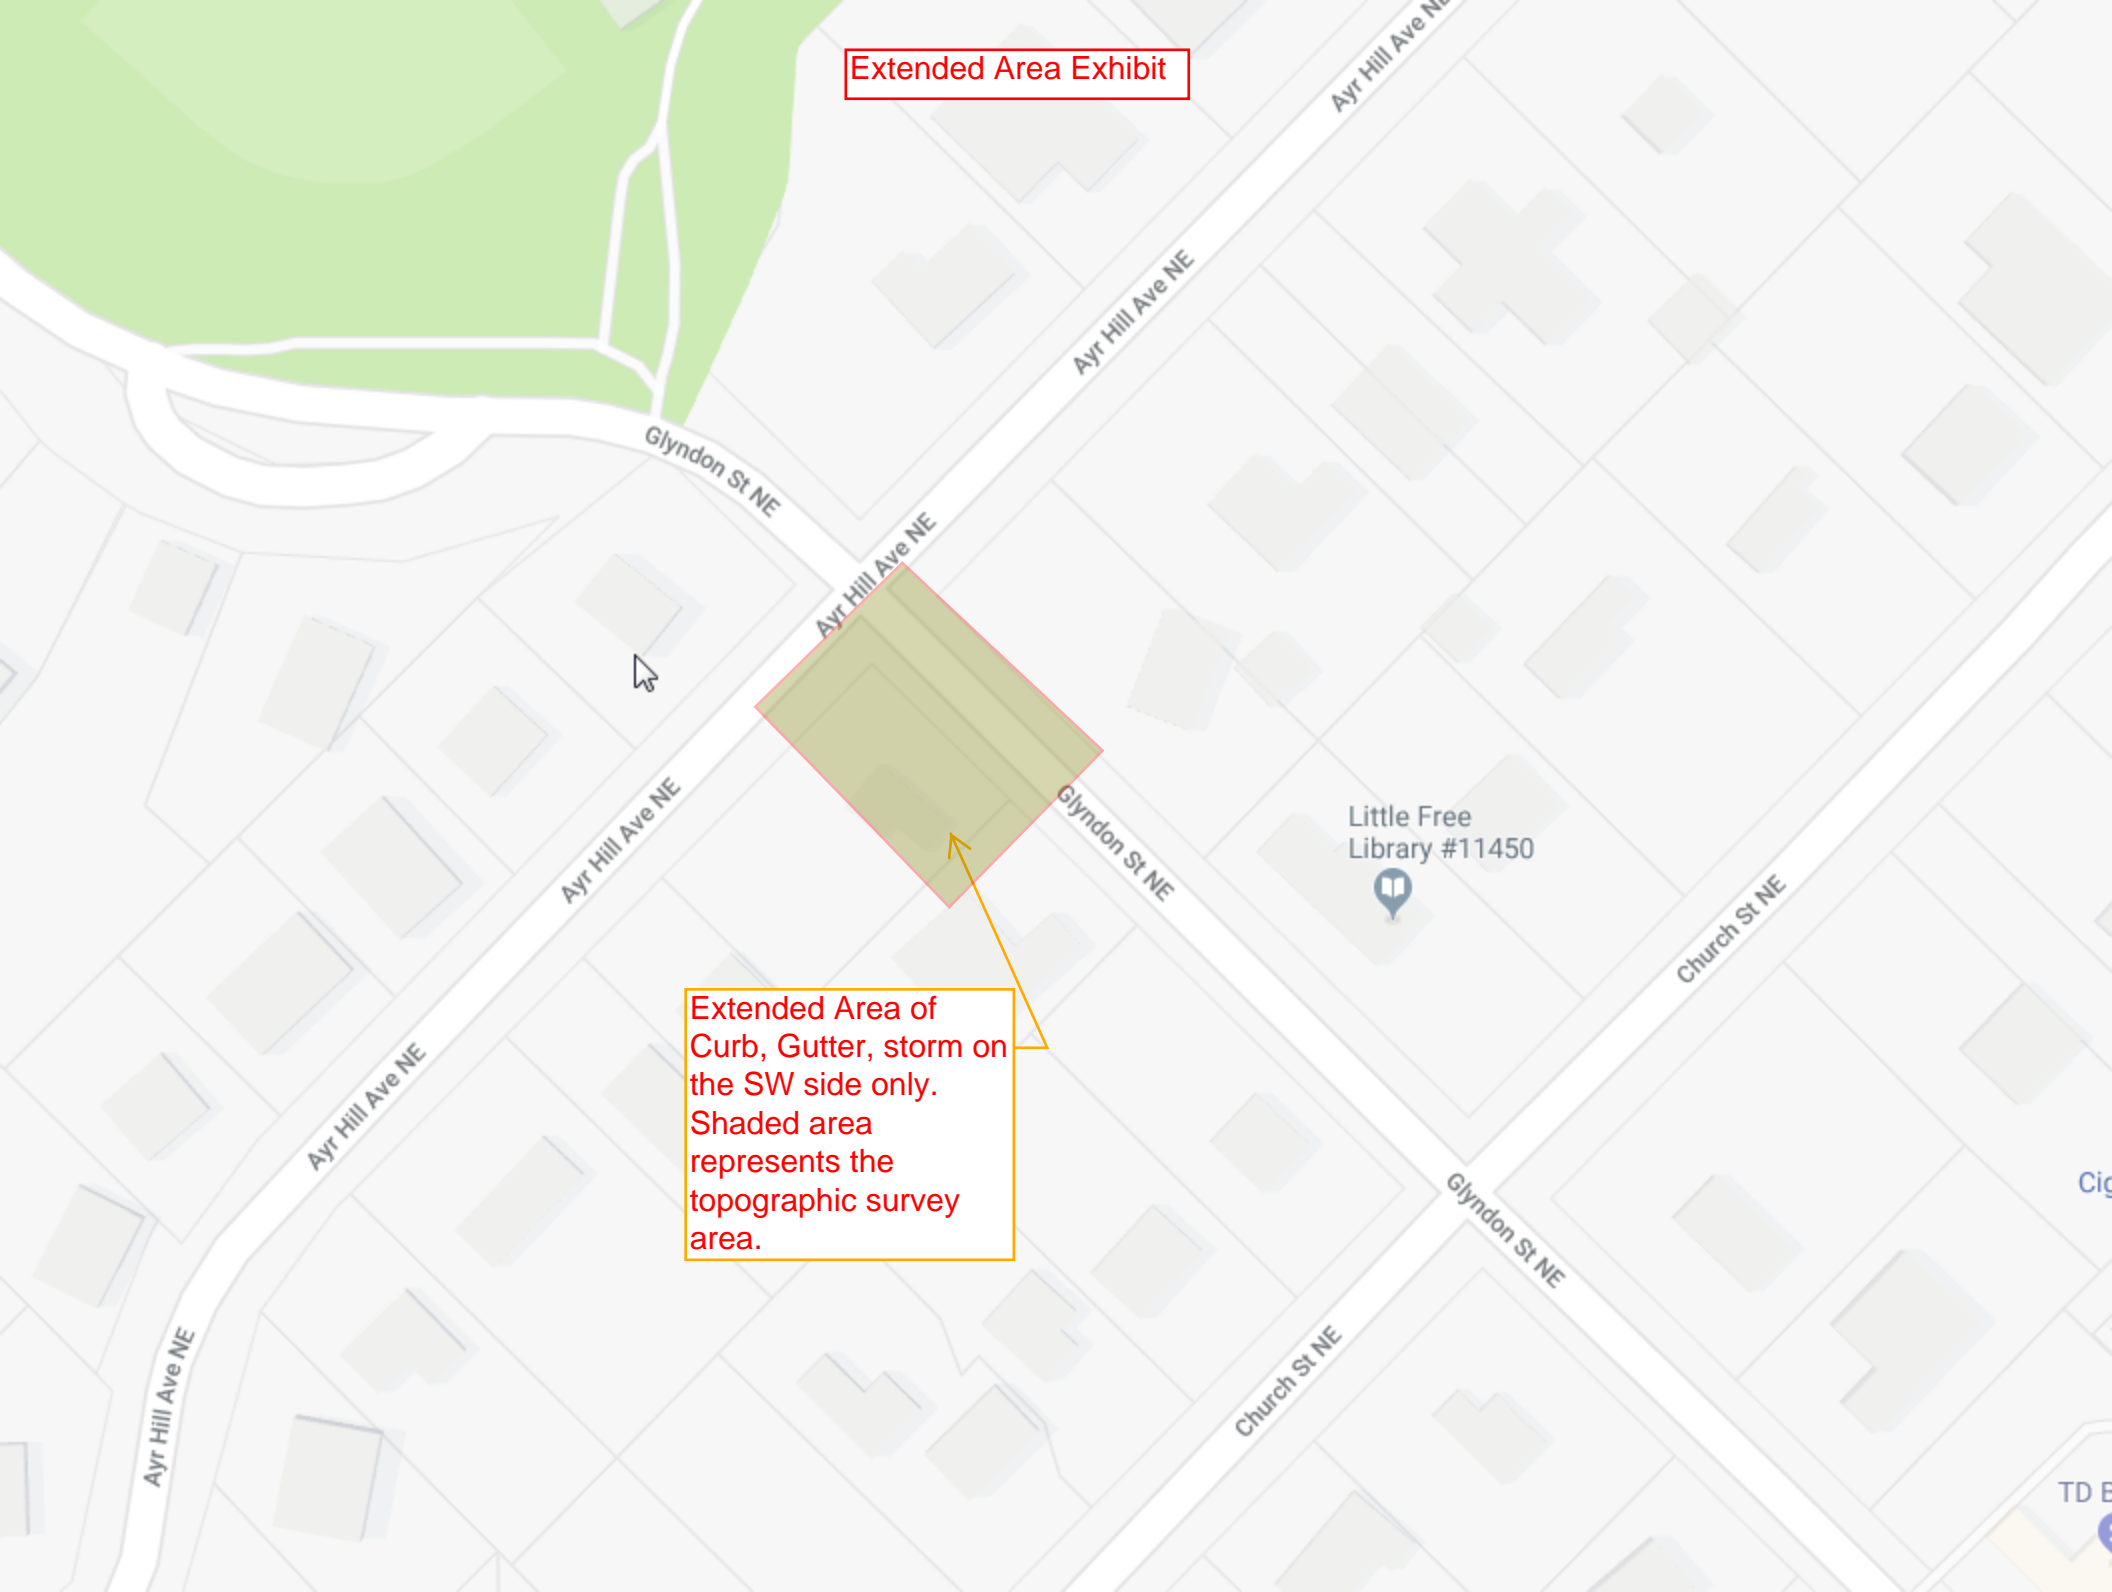 Extended Area Exhibit
Ayr Hill Ave NE
Ayr Hill Ave NE
Glyndon St NE
Ayr Hill Ave NE
Ayr Hill Ave NE
Glyndon St NE
Little Free
Library #11450
Church St NE
Extended Area of
Curb, Gutter, storm on
the SW side only.
Shaded area
represents the
topographic survey
area.
Ayr Hill Ave NE
Glyndon St NE
Cig
Church St NE
Ayr Hill Ave NE
TD B